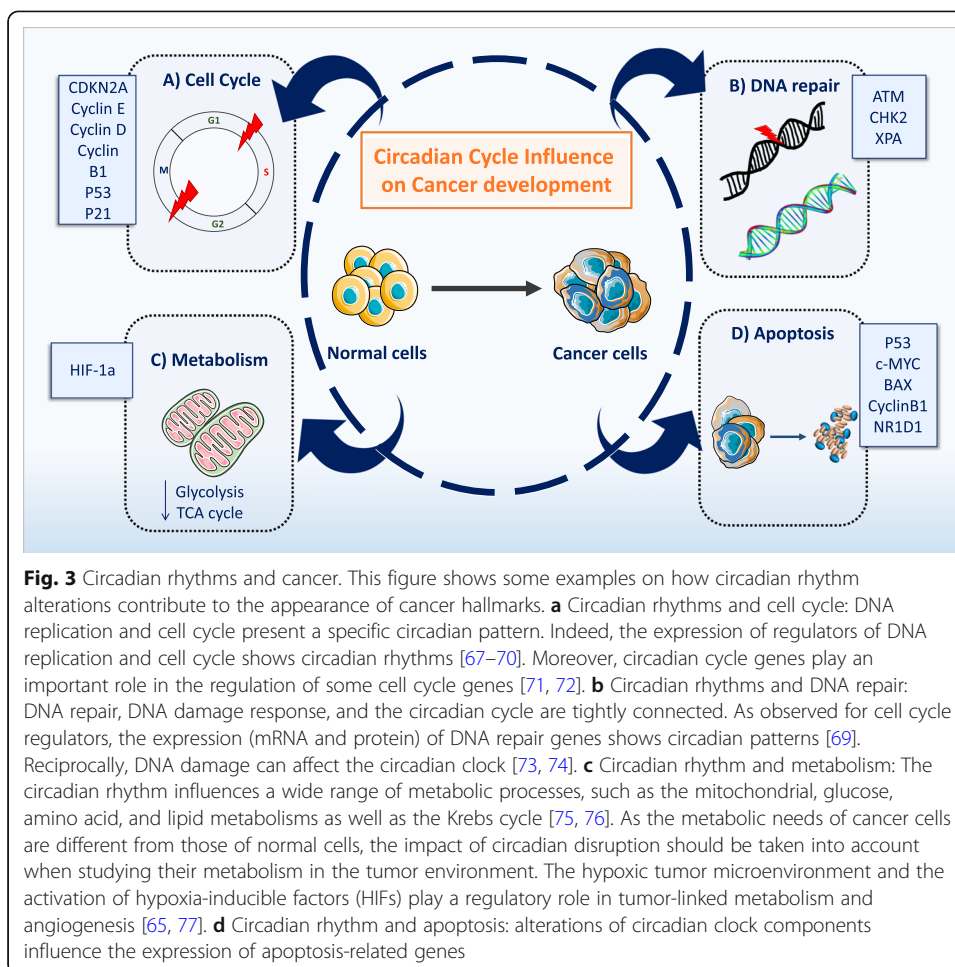 CDKN2A
Cyclin E
Cyclin D
Cyclin
B1
P53
P21
A) Cell Cycle
G1
M
S
G2
Circadian Cycle Influence
on Cancer development
B) DNA repair
ATM
CHK2
XPA
Normal cells
Cancer cells
HIF-1a
C) Metabolism
Glycolysis
TCA cycle
D) Apoptosis
P53
c-MYC
BAX
CyclinB1
NR1D1
Fig. 3 Circadian rhythms and cancer. This figure shows some examples on how circadian rhythm
alterations contribute to the appearance of cancer hallmarks. a Circadian rhythms and cell cycle: DNA
replication and cell cycle present a specific circadian pattern. Indeed, the expression of regulators of DNA
replication and cell cycle shows circadian rhythms [67–70]. Moreover, circadian cycle genes play an
important role in the regulation of some cell cycle genes [71, 72]. b Circadian rhythms and DNA repair:
DNA repair, DNA damage response, and the circadian cycle are tightly connected. As observed for cell cycle
regulators, the expression (mRNA and protein) of DNA repair genes shows circadian patterns [69].
Reciprocally, DNA damage can affect the circadian clock [73, 74]. c Circadian rhythm and metabolism: The
circadian rhythm influences a wide range of metabolic processes, such as the mitochondrial, glucose,
amino acid, and lipid metabolisms as well as the Krebs cycle [75, 76]. As the metabolic needs of cancer cells
are different from those of normal cells, the impact of circadian disruption should be taken into account
when studying their metabolism in the tumor environment. The hypoxic tumor microenvironment and the
activation of hypoxia-inducible factors (HIFs) play a regulatory role in tumor-linked metabolism and
angiogenesis [65, 77]. d Circadian rhythm and apoptosis: alterations of circadian clock components
influence the expression of apoptosis-related genes